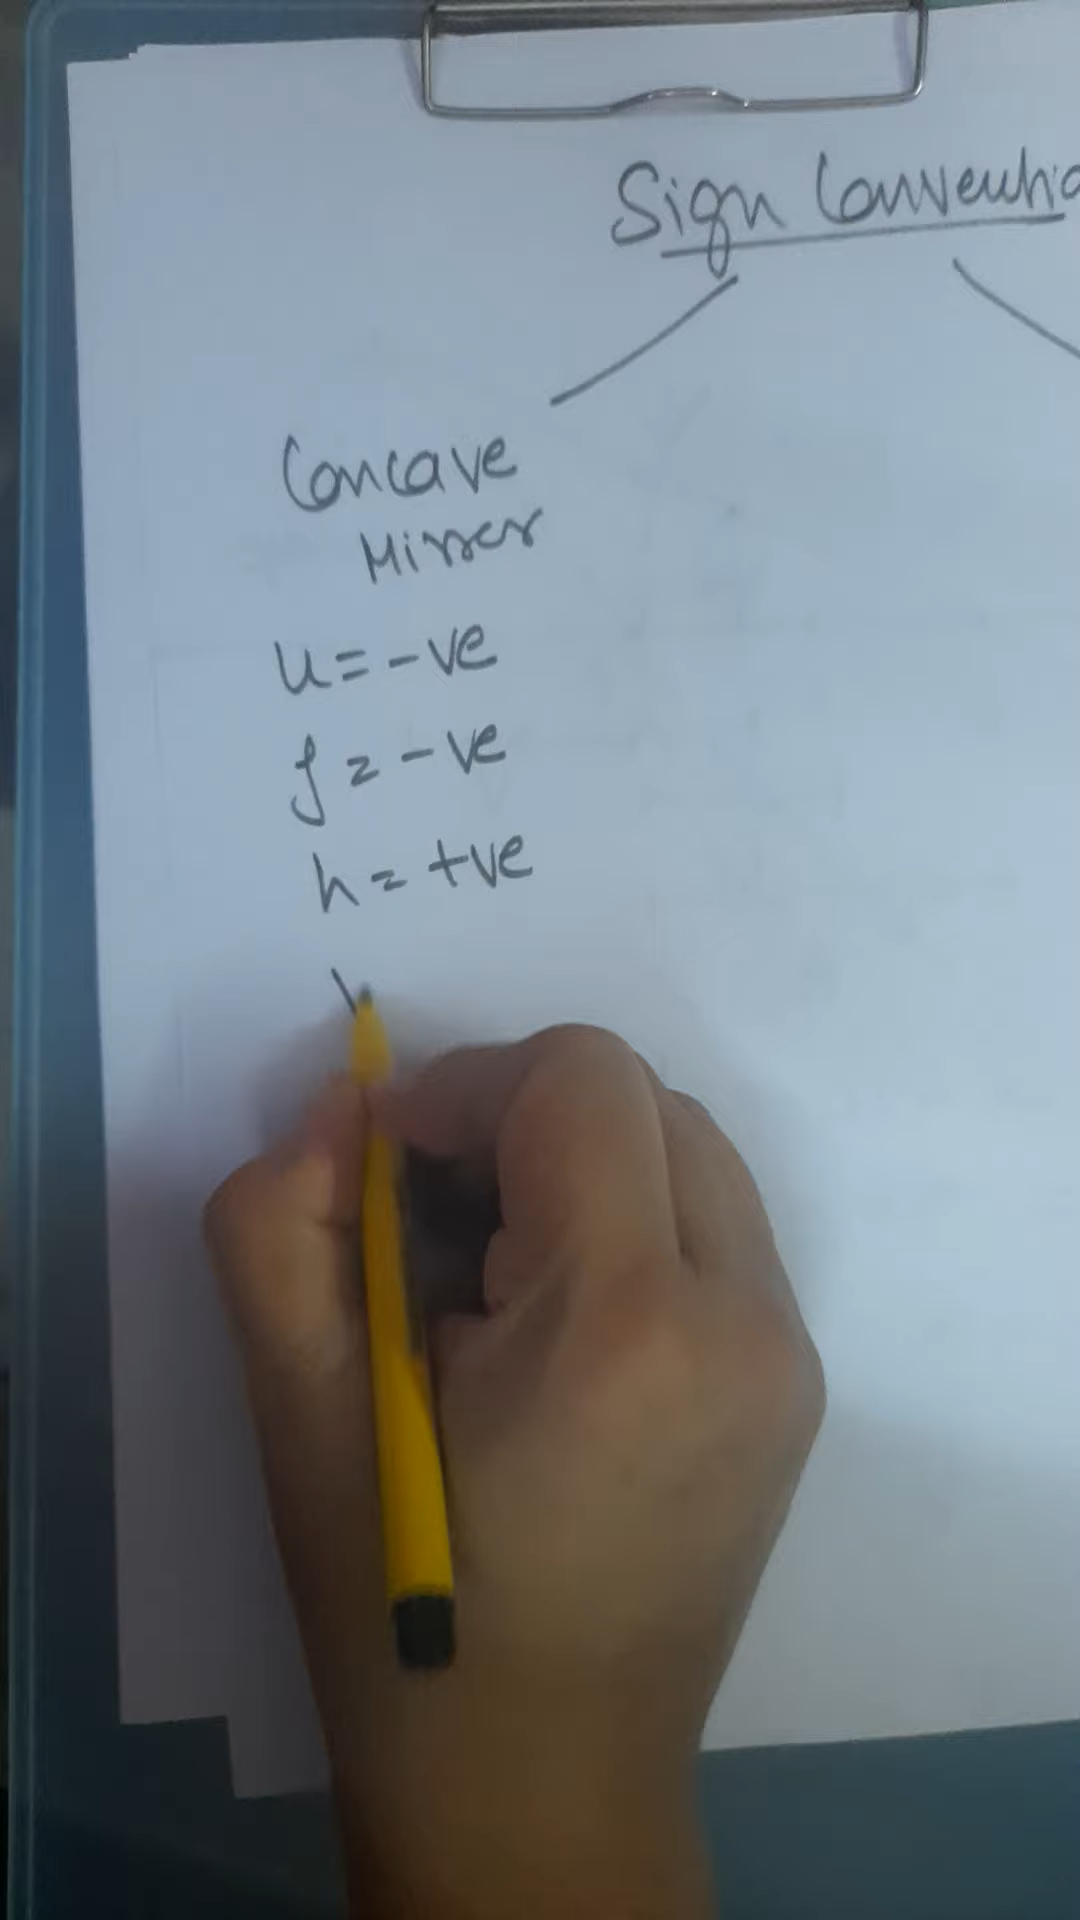 Sign Conventio
Concave
Mirror
u = -ve
f = -ve
h = +ve